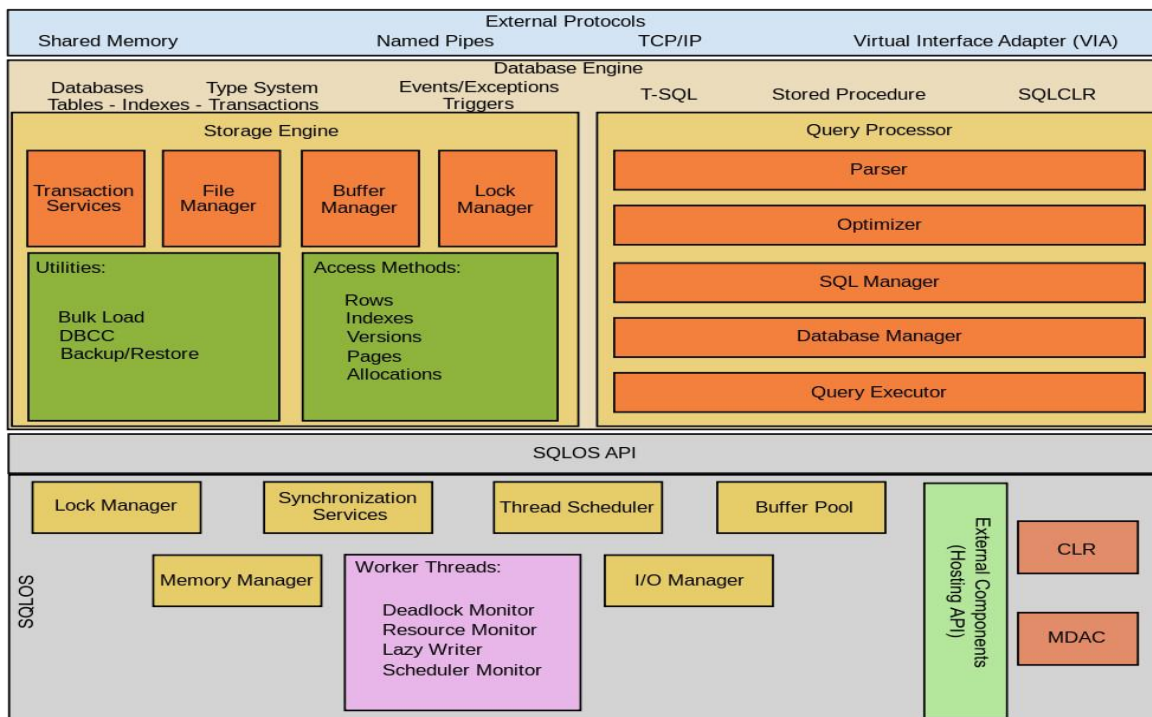 External Protocols
Shared Memory
Named Pipes
TCP/IP
Virtual Interface Adapter (VIA)
Database Engine
Databases
Type System
Tables - Indexes - Transactions
Events/Exceptions
Triggers
T-SQL
Stored Procedure
SQLCLR
Storage Engine
Transaction
Services
File
Manager
Buffer
Manager
Lock
Manager
Utilities:
Bulk Load
DBCC
Backup/Restore
Access Methods:
Rows
Indexes
Versions
Pages
Allocations
Query Processor
Parser
Optimizer
SQL Manager
Database Manager
Query Executor
SQLOS API
SQLOS
Lock Manager
Synchronization
Services
Thread Scheduler
Buffer Pool
Memory Manager
Worker Threads:
Deadlock Monitor
Resource Monitor
Lazy Writer
Scheduler Monitor
I/O Manager
External Components
(Hosting API)
CLR
MDAC